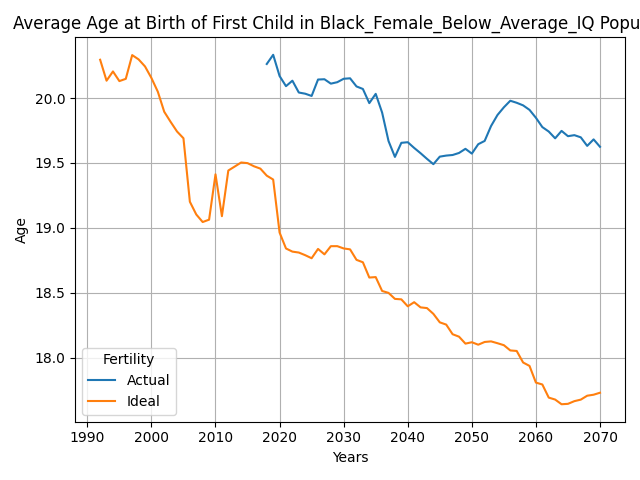 Average Age at Birth of First Child in Black_Female_Below_Average_IQ Popu
20.0
19.5
19.0
18.5
18.0
Age
Fertility
Actual
Ideal
1990 2000 2010 2020 2030 2040 2050 2060 2070
Years